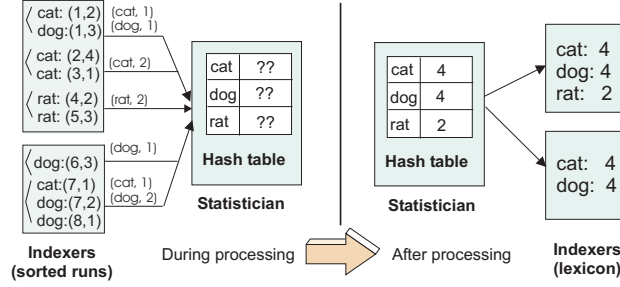 cat: (1,2)
dog:(1,3)
cat: (2,4)
cat: (3,1)
rat: (4,2)
rat: (5,3)
(cat, 1)
(dog, 1)
(cat, 2)
(rat, 2)
dog:(6,3)
cat:(7,1)
dog:(7,2)
dog:(8,1)
(dog, 1)
(cat, 1)
(dog, 2)
Indexers
(sorted runs)
cat ??
dog ??
rat ??
Hash table
Statistician
During processing
cat 4
dog 4
rat 2
Hash table
Statistician
After processing
cat: 4
dog: 4
rat: 2
cat: 4
dog: 4
Indexers
(lexicon)